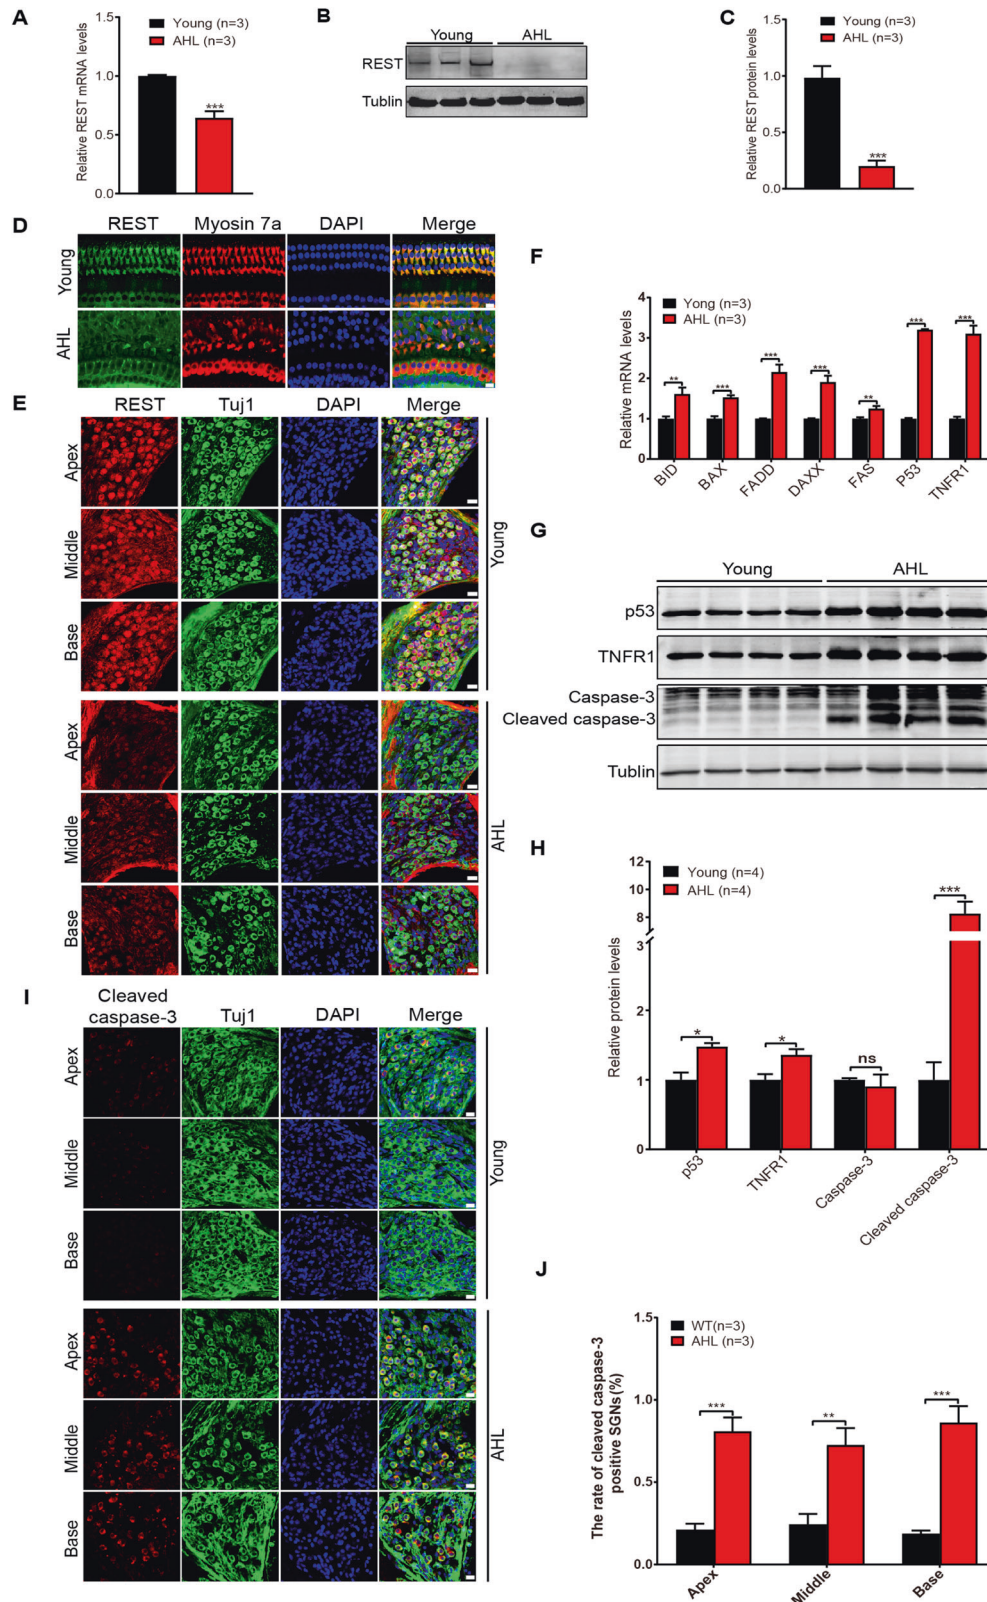 A
Young (n=3)
AHL (n=3)
Relative REST mRNA levels
1.5
1.0
0.5
0.0
***
B
Young
AHL
REST
Tublin
C
Young (n=3)
AHL (n=3)
Relative REST protein levels
1.5
1.0
0.5
0.0
***
D
REST Myosin 7a DAPI Merge
Young
AHL
E
REST Tuj1 DAPI Merge
Apex
Middle
Base
Young
Apex
Middle
Base
AHL
F
Yong (n=3)
AHL (n=3)
Relative mRNA levels
4
3
2
1
0
** *** *** *** ** *** ***
BID BAX FADD DAXX FAS P53 TNFR1
G
Young AHL
p53
TNFR1
Caspase-3
Cleaved caspase-3
Tublin
H
Young (n=4)
AHL (n=4)
Relative protein levels
12
10
8
3
2
1
0
* * ns ***
p53 TNFR1 Caspase-3 Cleaved caspase-3
I
Cleaved
caspase-3 Tuj1 DAPI Merge
Apex
Middle
Base
Young
Apex
Middle
Base
AHL
J
WT(n=3)
AHL (n=3)
The rate of cleaved caspase-3
positive SGNs(%)
1.5
1.0
0.5
0.0
*** ** ***
Apex Middle Base